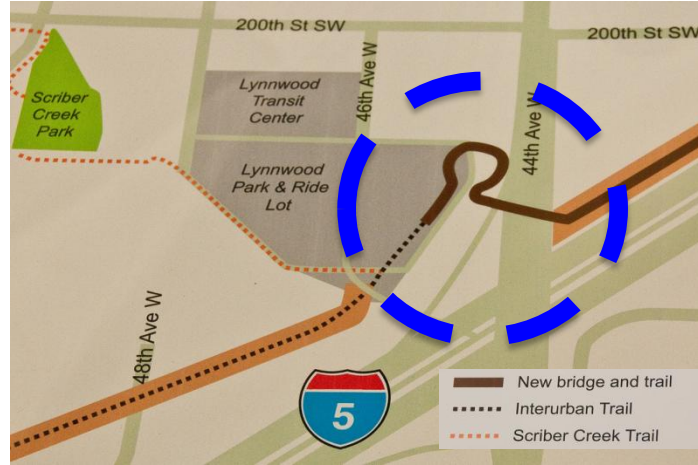 200th St SW
200th St SW
46th Ave W
44th Ave W
Scriber
Creek
Park
Lynnwood
Transit
Center
Lynnwood
Park & Ride
Lot
48th Ave W
5
New bridge and trail
Interurban Trail
Scriber Creek Trail